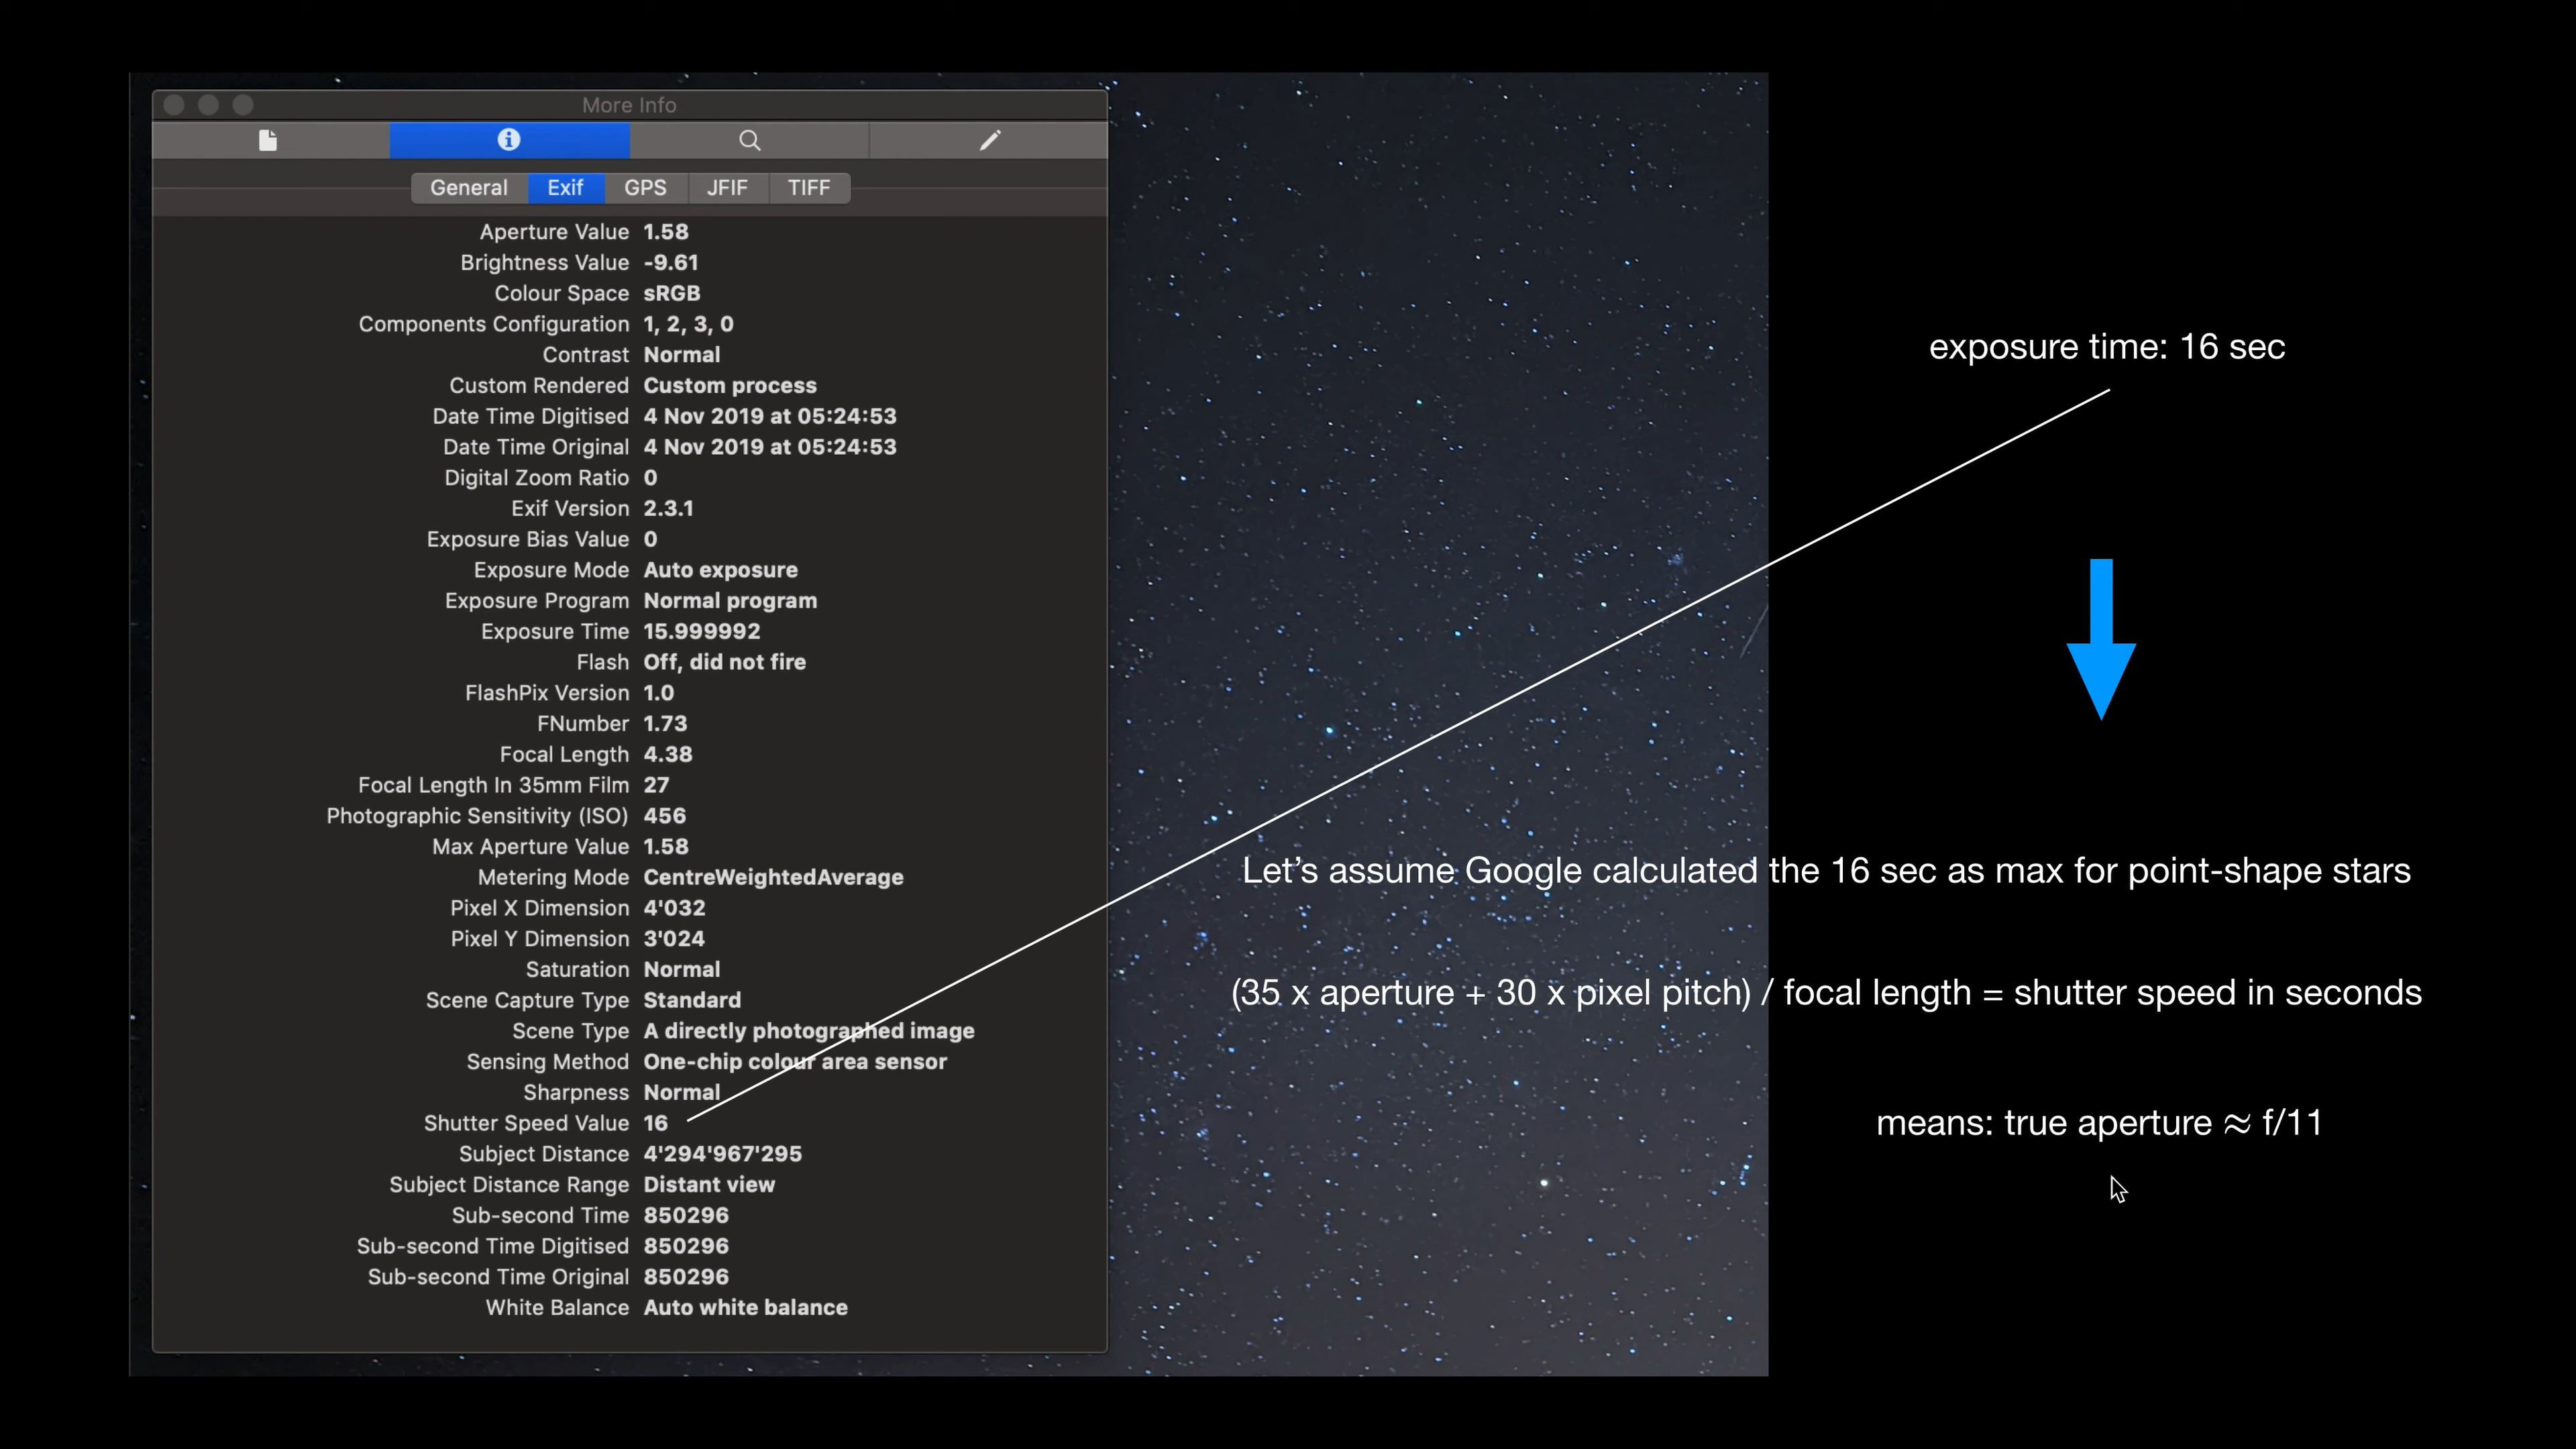 More Info
General Exif GPS JFIF TIFF
Aperture Value 1.58
Brightness Value -9.61
Colour Space sRGB
Components Configuration 1, 2, 3, 0
Contrast Normal
Custom Rendered Custom process
Date Time Digitised 4 Nov 2019 at 05:24:53
Date Time Original 4 Nov 2019 at 05:24:53
Digital Zoom Ratio 0
Exif Version 2.3.1
Exposure Bias Value 0
Exposure Mode Auto exposure
Exposure Program Normal program
Exposure Time 15.999992
Flash Off, did not fire
FlashPix Version 1.0
FNumber 1.73
Focal Length 4.38
Focal Length In 35mm Film 27
Photographic Sensitivity (ISO) 456
Max Aperture Value 1.58
Metering Mode CentreWeightedAverage
Pixel X Dimension 4'032
Pixel Y Dimension 3'024
Saturation Normal
Scene Capture Type Standard
Scene Type A directly photographed image
Sensing Method One-chip colour area sensor
Sharpness Normal
Shutter Speed Value 16
Subject Distance 4'294'967'295
Subject Distance Range Distant view
Sub-second Time 850296
Sub-second Time Digitised 850296
Sub-second Time Original 850296
White Balance Auto white balance
exposure time: 16 sec
Let’s assume Google calculated the 16 sec as max for point-shape stars
(35 x aperture + 30 x pixel pitch) / focal length = shutter speed in seconds
means: true aperture ≈ f/11